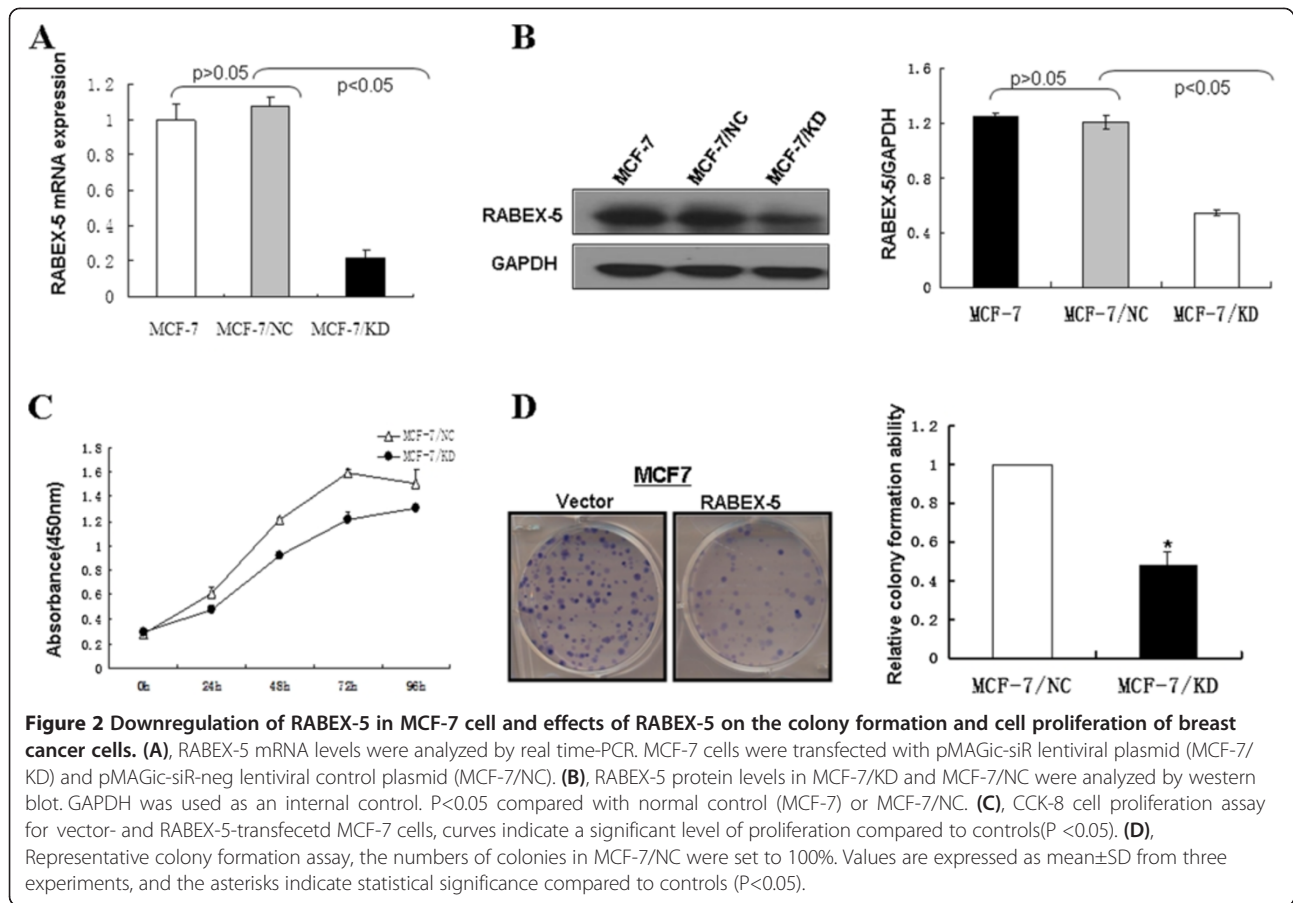 A
RABEX-5 mRNA expression
1.2
1
0.8
0.6
0.4
0.2
0
p>0.05
p<0.05
MCF-7
MCF-7/NC
MCF-7/KD
B
MCF-7
MCF-7/NC
MCF-7/KD
RABEX-5
GAPDH
RABEX-5/GAPDH
1.6
1.2
0.8
0.4
0
p>0.05
p<0.05
MCF-7
MCF-7/NC
MCF-7/KD
C
Absorbance(450nm)
1.8
1.6
1.4
1.2
1
0.8
0.6
0.4
0.2
0
MCF-7/NC
MCF-7/KD
0h
24h
48h
72h
96h
D
MCF7
Vector
RABEX-5
Relative colony formation ability
1.2
1
0.8
0.6
0.4
0.2
0
*
MCF-7/NC
MCF-7/KD
Figure 2 Downregulation of RABEX-5 in MCF-7 cell and effects of RABEX-5 on the colony formation and cell proliferation of breast
cancer cells. (A), RABEX-5 mRNA levels were analyzed by real time-PCR. MCF-7 cells were transfected with pMAGic-siR lentiviral plasmid (MCF-7/
KD) and pMAGic-siR-neg lentiviral control plasmid (MCF-7/NC). (B), RABEX-5 protein levels in MCF-7/KD and MCF-7/NC were analyzed by western
blot. GAPDH was used as an internal control. P<0.05 compared with normal control (MCF-7) or MCF-7/NC. (C), CCK-8 cell proliferation assay
for vector- and RABEX-5-transfecetd MCF-7 cells, curves indicate a significant level of proliferation compared to controls(P <0.05). (D),
Representative colony formation assay, the numbers of colonies in MCF-7/NC were set to 100%. Values are expressed as mean±SD from three
experiments, and the asterisks indicate statistical significance compared to controls (P<0.05).